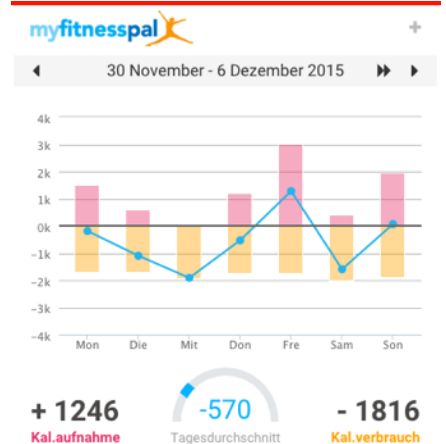 myfitnesspal
+
30 November - 6 Dezember 2015
4k
3k
2k
1k
0k
-1k
-2k
-3k
-4k
Mon Die Mit Don Fre Sam Son
+ 1246 -570 - 1816
Kal.aufnahme Tagesdurchschnitt Kal.verbrauch